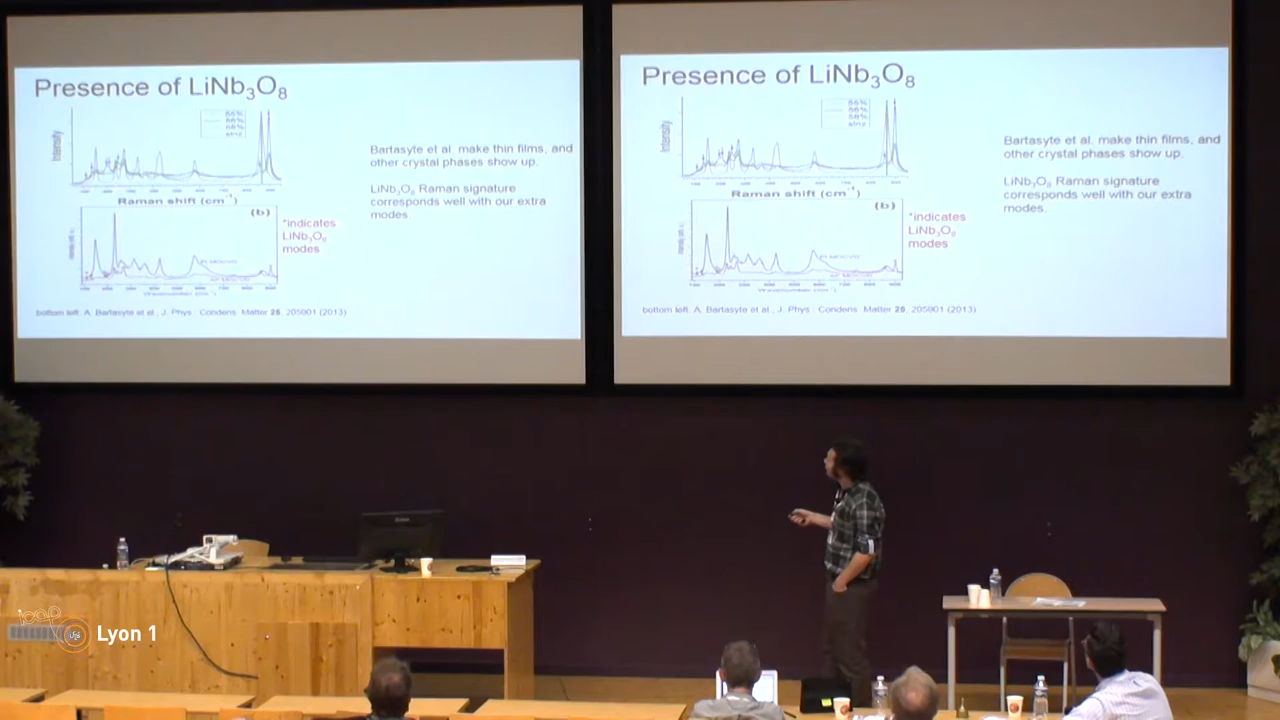 Presence of LiNb3O8
Intensity
Raman shift (cm-1)
(b)
*indicates
LiNb3O8
modes
Bartasyte et al. make thin films, and
other crystal phases show up.
LiNb3O8 Raman signature
corresponds well with our extra
modes
bottom left: A. Bartasyte et al., J. Phys.: Condens. Matter 25, 205901 (2013)
Presence of LiNb3O8
Intensity
Raman shift (cm-1)
(b)
*indicates
LiNb3O8
modes
Bartasyte et al. make thin films, and
other crystal phases show up.
LiNb3O8 Raman signature
corresponds well with our extra
modes.
bottom left: A. Bartasyte et al., J. Phys.: Condens. Matter 25, 205901 (2013)
Lyon 1